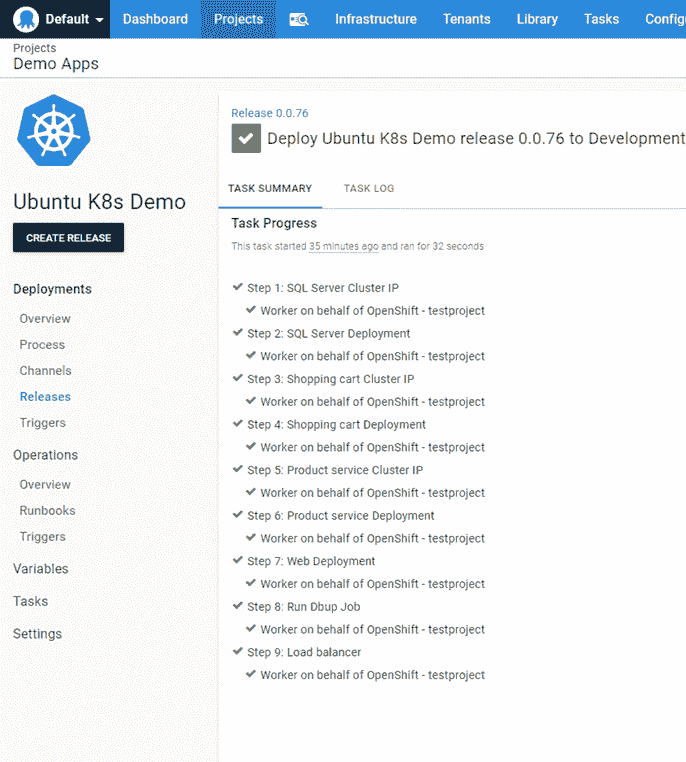 Default Dashboard Projects Infrastructure Tenants Library Tasks
Projects
Demo Apps
Release 0.0.76
Deploy Ubuntu K8s Demo release 0.0.76 to Development
TASK SUMMARY TASK LOG
Ubuntu K8s Demo
CREATE RELEASE
Deployments
Overview
Process
Channels
Releases
Triggers
Operations
Overview
Runbooks
Triggers
Variables
Tasks
Settings
Task Progress
This task started 35 minutes ago and ran for 32 seconds
Step 1: SQL Server Cluster IP
Worker on behalf of OpenShift - testproject
Step 2: SQL Server Deployment
Worker on behalf of OpenShift - testproject
Step 3: Shopping cart Cluster IP
Worker on behalf of OpenShift - testproject
Step 4: Shopping cart Deployment
Worker on behalf of OpenShift - testproject
Step 5: Product service Cluster IP
Worker on behalf of OpenShift - testproject
Step 6: Product service Deployment
Worker on behalf of OpenShift - testproject
Step 7: Web Deployment
Worker on behalf of OpenShift - testproject
Step 8: Run Dbup Job
Worker on behalf of OpenShift - testproject
Step 9: Load balancer
Worker on behalf of OpenShift - testproject